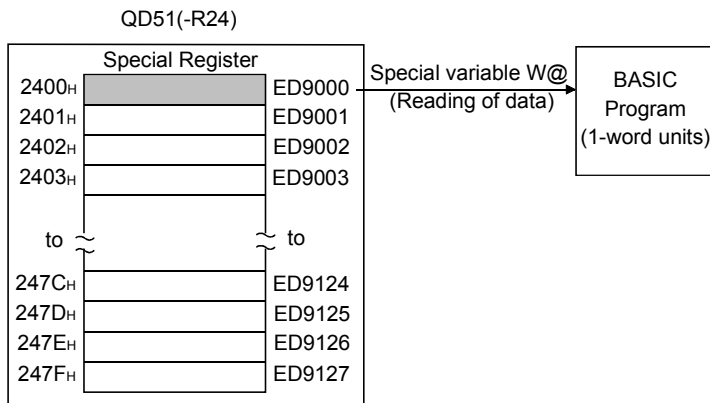 QD51(-R24)
Special Register
2400H ED9000
2401H ED9001
2402H ED9002
2403H ED9003
to to
247CH ED9124
247DH ED9125
247EH ED9126
247FH ED9127
Special variable W@
(Reading of data)
BASIC
Program
(1-word units)